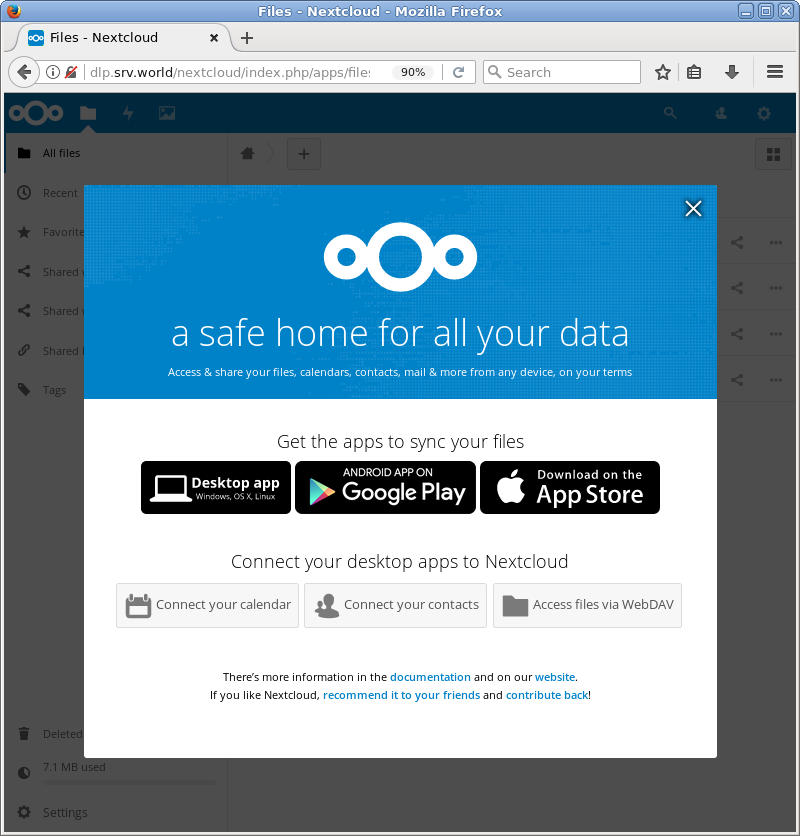 Files - Nextcloud - Mozilla Firefox
Files - Nextcloud
dlp.srv.world/nextcloud/index.php/apps/file
90%
Search
All files
Recent
Favorite
Shared
Shared
Shared
Tags
a safe home for all your data
Access & share your files, calendars, contacts, mail & more from any device, on your terms
Get the apps to sync your files
Desktop app
Windows, OS X, Linux
ANDROID APP ON
Google Play
Download on the
App Store
Connect your desktop apps to Nextcloud
Connect your calendar
Connect your contacts
Access files via WebDAV
There's more information in the documentation and on our website.
If you like Nextcloud, recommend it to your friends and contribute back!
Deleted
7.1 MB used
Settings